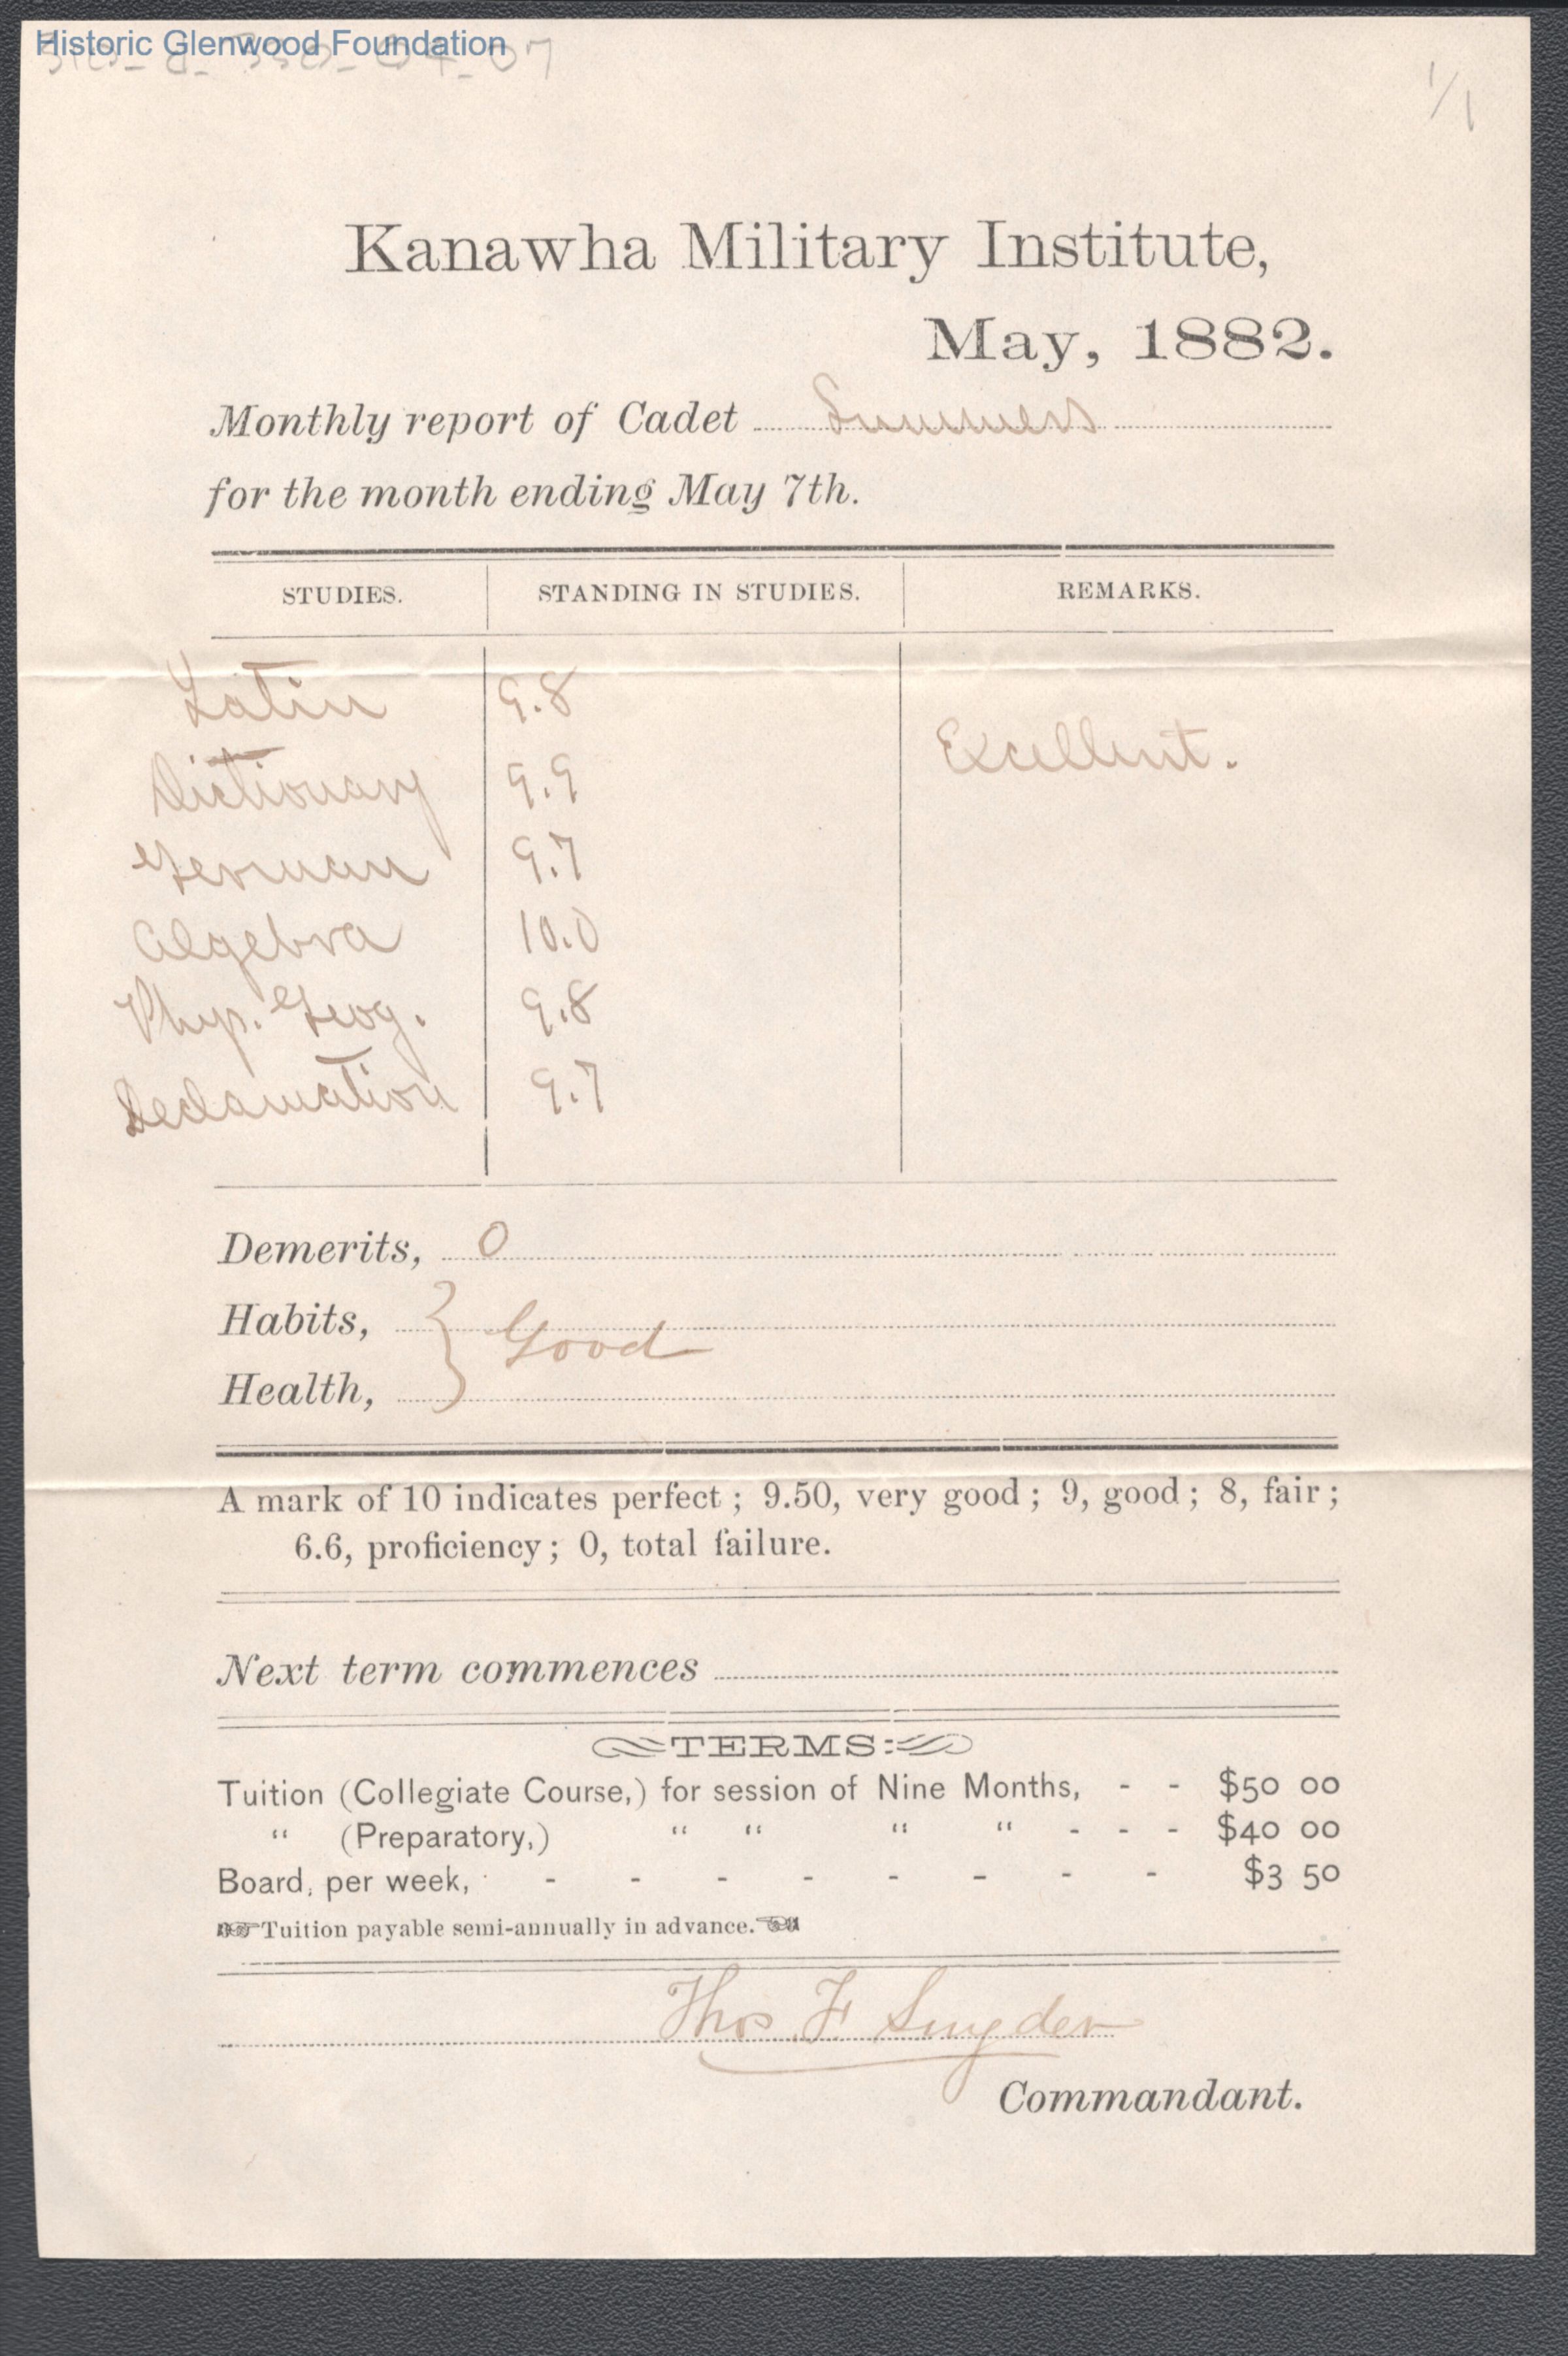 Historic Glenwood Foundation
1/1
Kanawha Military Institute,
May, 1882.
Monthly report of Cadet Summers
for the month ending May 7th.
STUDIES. STANDING IN STUDIES. REMARKS.
Latin 9.8
Excellent.
Dictionary 9.9
German 9.7
Algebra 10.0
Phys. Geog. 9.8
Declamation 9.7
Demerits, 0
Habits, } Good
Health,
A mark of 10 indicates perfect; 9.50, very good; 9, good; 8, fair;
6.6, proficiency; 0, total failure.
Next term commences
TERMS:
Tuition (Collegiate Course,) for session of Nine Months, - - $50 00
" (Preparatory,) " " " " - - - $40 00
Board, per week, - - - - - - - - $3 50
☞Tuition payable semi-annually in advance.☜
Thos F Snyder
Commandant.